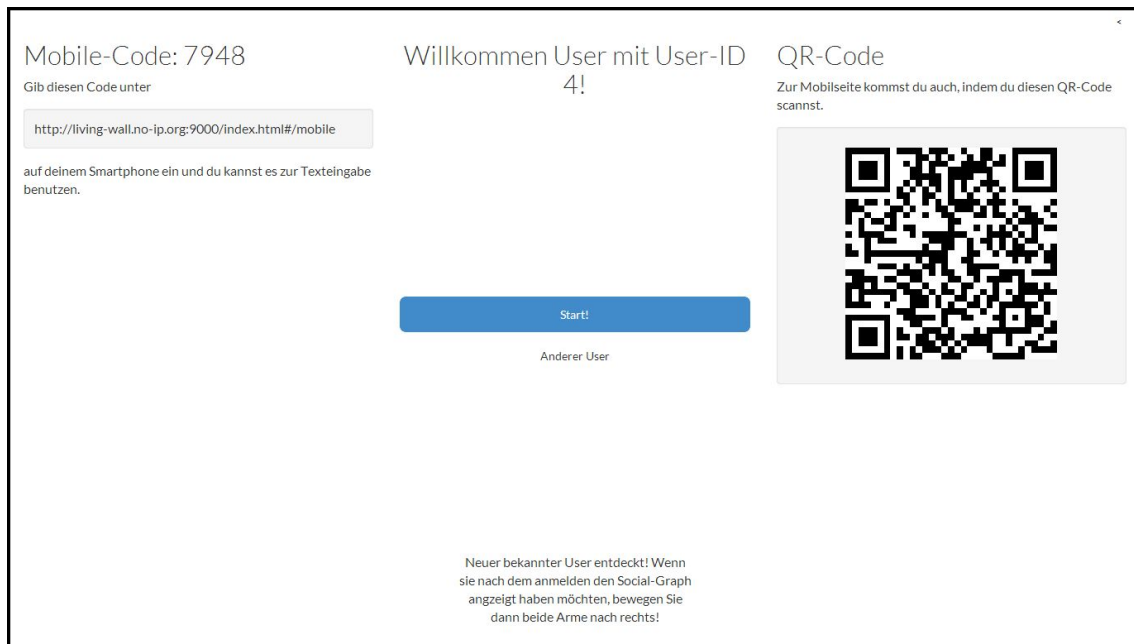 <
Mobile-Code: 7948
Gib diesen Code unter
http://living-wall.no-ip.org:9000/index.html#/mobile
auf deinem Smartphone ein und du kannst es zur Texteingabe
benutzen.
Willkommen User mit User-ID
4!
Start!
Anderer User
Neuer bekannter User entdeckt! Wenn
sie nach dem anmelden den Social-Graph
angzeigt haben möchten, bewegen Sie
dann beide Arme nach rechts!
QR-Code
Zur Mobilseite kommst du auch, indem du diesen QR-Code
scannst.